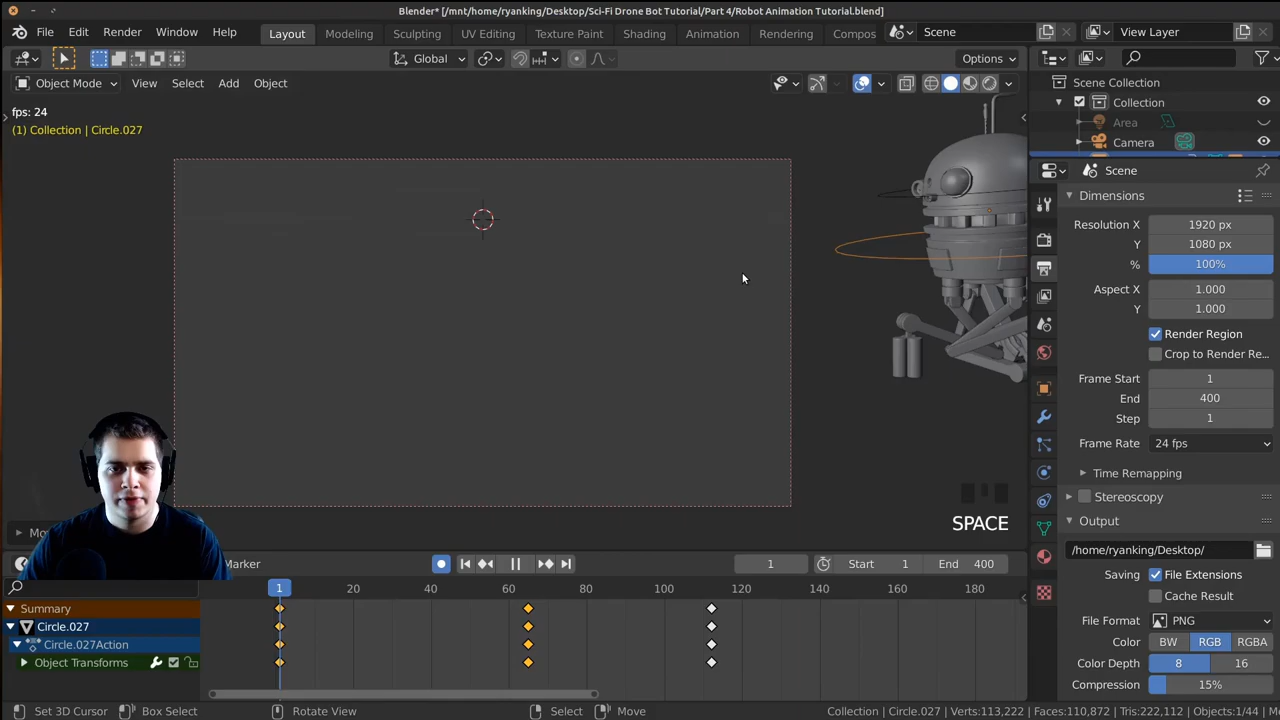 Blender* [/mnt/home/ryanking/Desktop/Sci-Fi Drone Bot Tutorial/Part 4/Robot Animation Tutorial.blend]
File Edit Render Window Help Layout Modeling Sculpting UV Editing Texture Paint Shading Animation Rendering Compos Scene View Layer
Global Options
Object Mode View Select Add Object
fps: 24
(1) Collection | Circle.027
Scene Collection
Collection
Area
Camera
Scene
Dimensions
Resolution X 1920 px
Y 1080 px
% 100%
Aspect X 1.000
Y 1.000
Render Region
Crop to Render Re...
Frame Start 1
End 400
Step 1
Frame Rate 24 fps
Time Remapping
Stereoscopy
Output
/home/ryanking/Desktop/
Saving File Extensions
Cache Result
File Format PNG
Color BW RGB RGBA
Color Depth 8 16
Compression 15%
SPACE
Mo
Marker 1 Start 1 End 400
1 20 40 60 80 100 120 140 160 180
Summary
Circle.027
Circle.027Action
Object Transforms
Set 3D Cursor Box Select Rotate View Select Move Collection | Circle.027 | Verts:113,222 | Faces:110,872 | Tris:222,112 | Objects:1/44 | Me